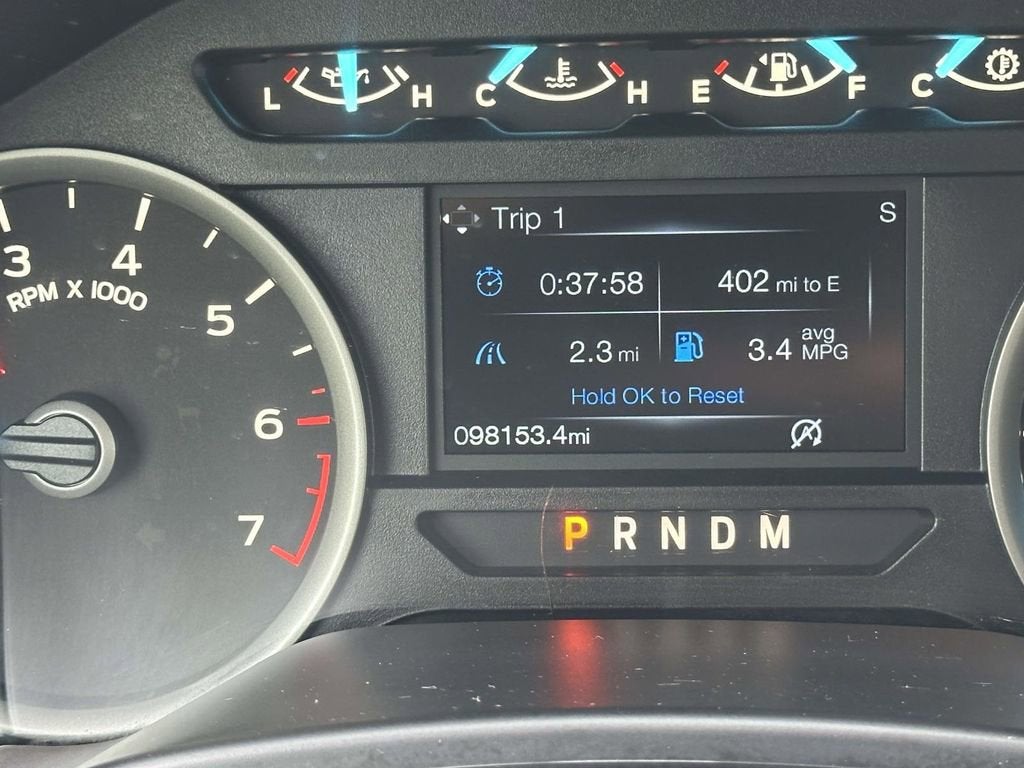 L H C H E F C
Trip 1 S
0:37:58 402 mi to E
2.3 mi 3.4 avg MPG
Hold OK to Reset
098153.4mi
3 4 5 6 7
RPM X 1000
P R N D M